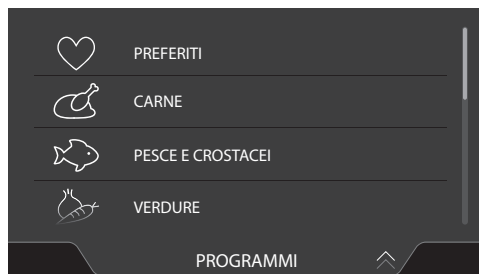 PREFERITI
CARNE
PESCE E CROSTACEI
VERDURE
PROGRAMMI